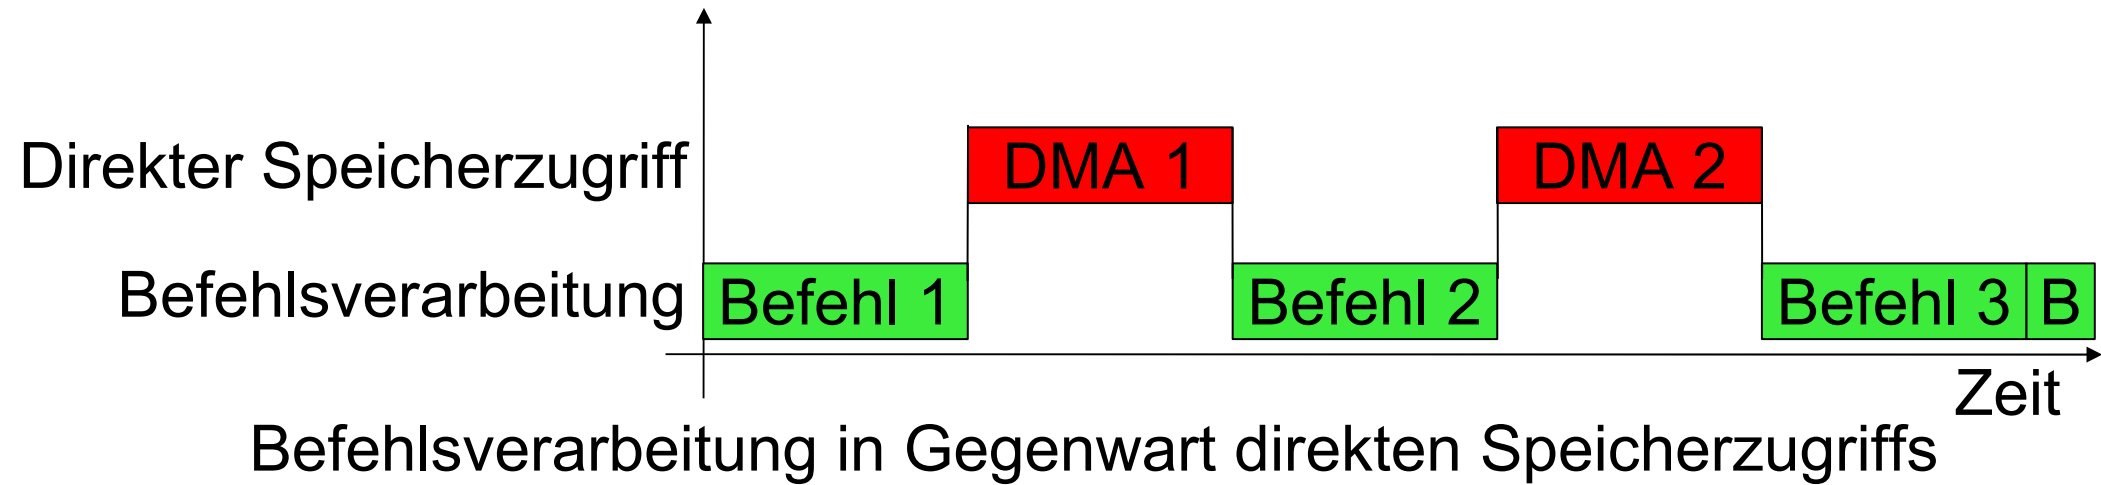 DMA 1 DMA 2
Direkter Speicherzugriff
Befehlsverarbeitung
Befehl 1 Befehl 2 Befehl 3 B
Zeit
Befehlsverarbeitung in Gegenwart direkten Speicherzugriffs